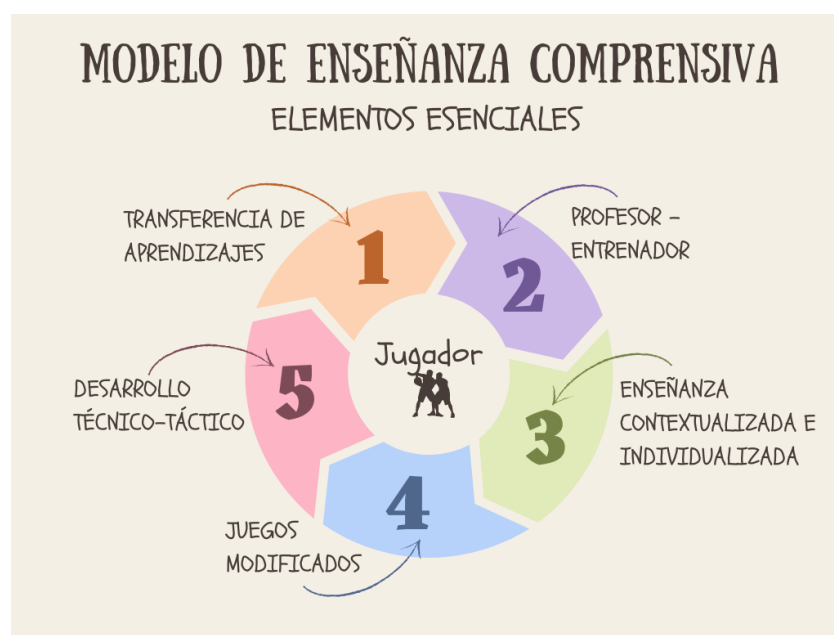 MODELO DE ENSEÑANZA COMPRENSIVA
ELEMENTOS ESENCIALES
TRANSFERENCIA DE
APRENDIZAJES
1
2
PROFESOR -
ENTRENADOR
Jugador
5
DESARROLLO
TÉCNICO-TÁCTICO
3
ENSEÑANZA
CONTEXTUALIZADA E
INDIVIDUALIZADA
4
JUEGOS
MODIFICADOS